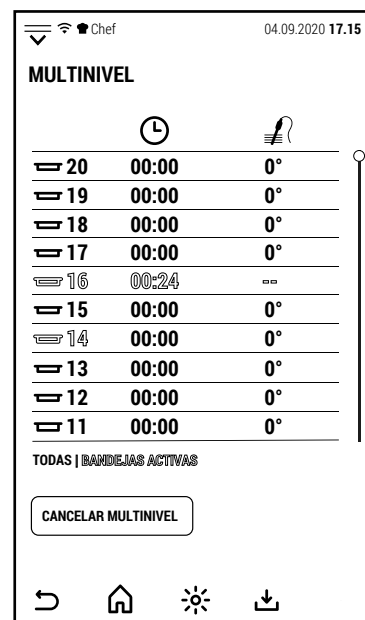 Chef 04.09.2020 17.15
MULTINIVEL
20 00:00 0°
19 00:00 0°
18 00:00 0°
17 00:00 0°
16 00:24 --
15 00:00 0°
14 00:00 0°
13 00:00 0°
12 00:00 0°
11 00:00 0°
TODAS | BANDEJAS ACTIVAS
CANCELAR MULTINIVEL